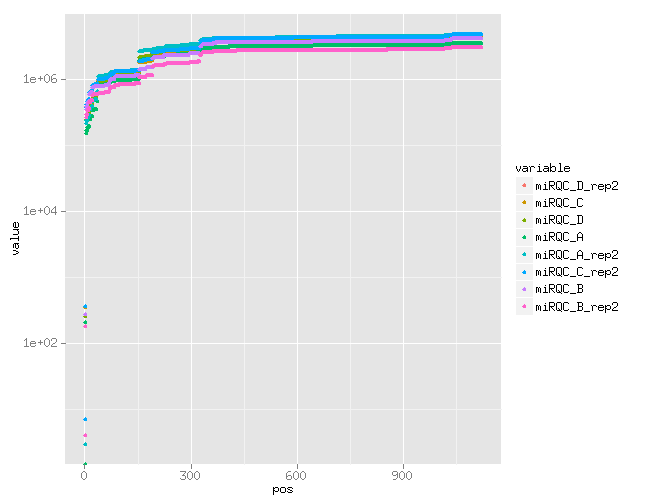 1e+06
1e+04
1e+02
value
0
300
600
900
pos
variable
miRQC_D_rep2
miRQC_C
miRQC_D
miRQC_A
miRQC_A_rep2
miRQC_C_rep2
miRQC_B
miRQC_B_rep2